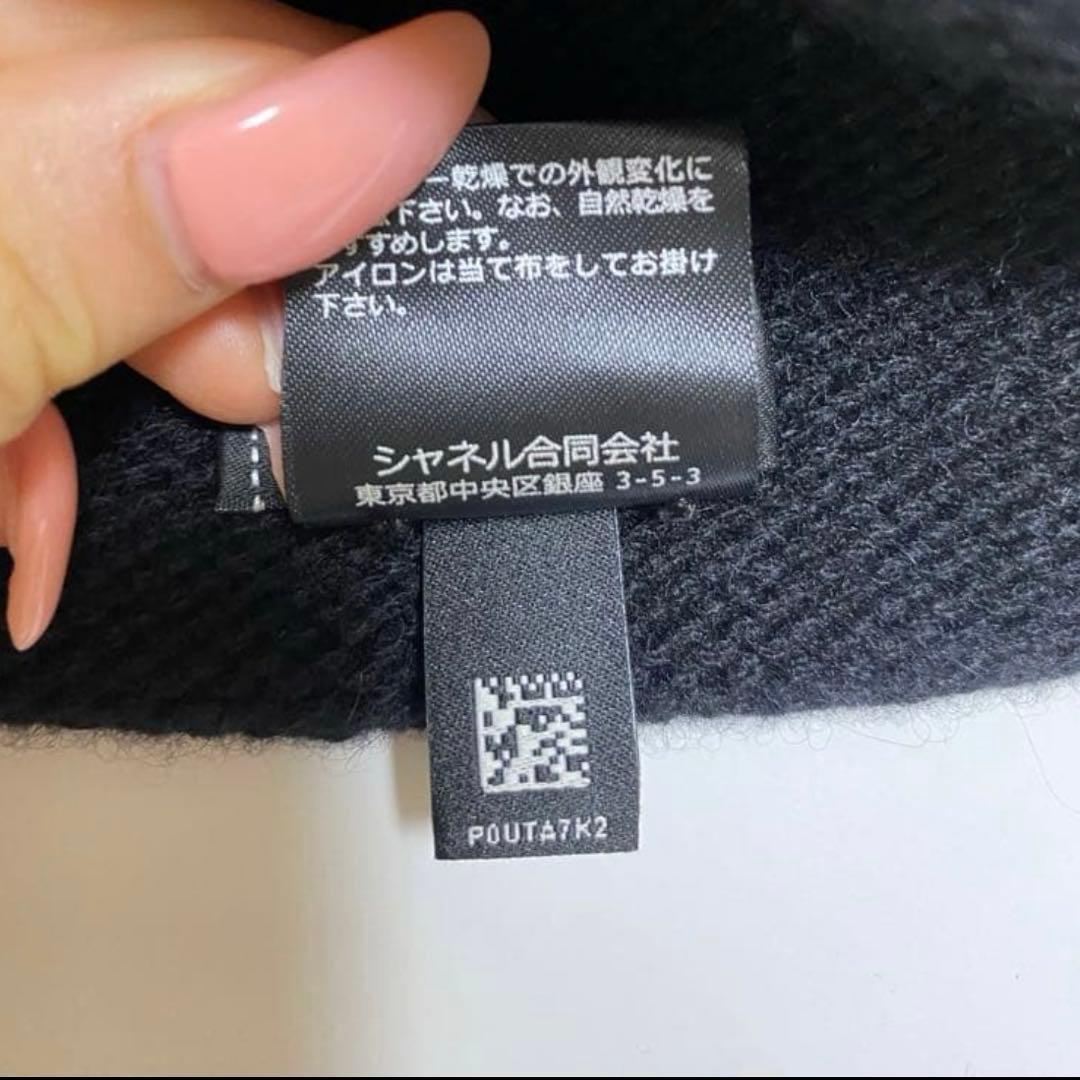 ー乾燥での外観変化に
下さい。なお、自然乾燥を
すすめします。
アイロンは当て布をしてお掛け
下さい。
シャネル合同会社
東京都中央区銀座 3-5-3
P0UTA7K2